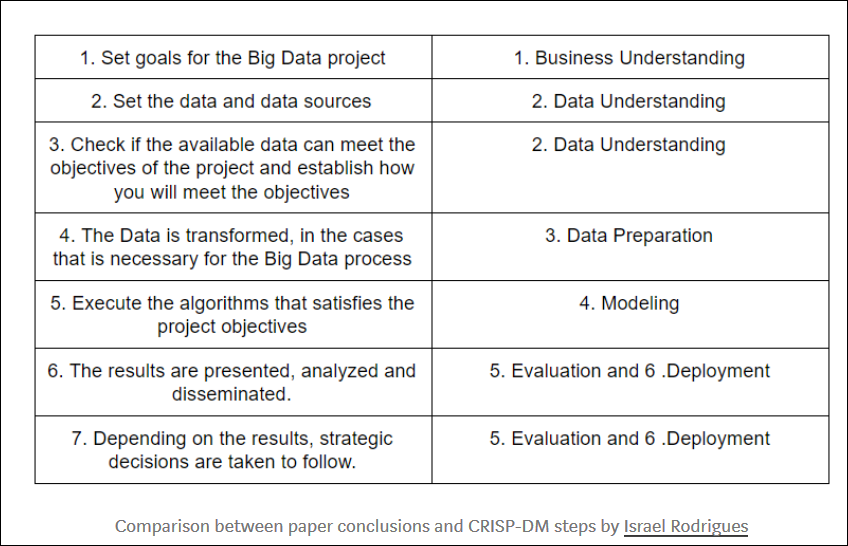 1. Set goals for the Big Data project
1. Business Understanding
2. Set the data and data sources
2. Data Understanding
3. Check if the available data can meet the
objectives of the project and establish how
you will meet the objectives
2. Data Understanding
4. The Data is transformed, in the cases
that is necessary for the Big Data process
3. Data Preparation
5. Execute the algorithms that satisfies the
project objectives
4. Modeling
6. The results are presented, analyzed and
disseminated.
5. Evaluation and 6 .Deployment
7. Depending on the results, strategic
decisions are taken to follow.
5. Evaluation and 6 .Deployment
Comparison between paper conclusions and CRISP-DM steps by Israel Rodrigues